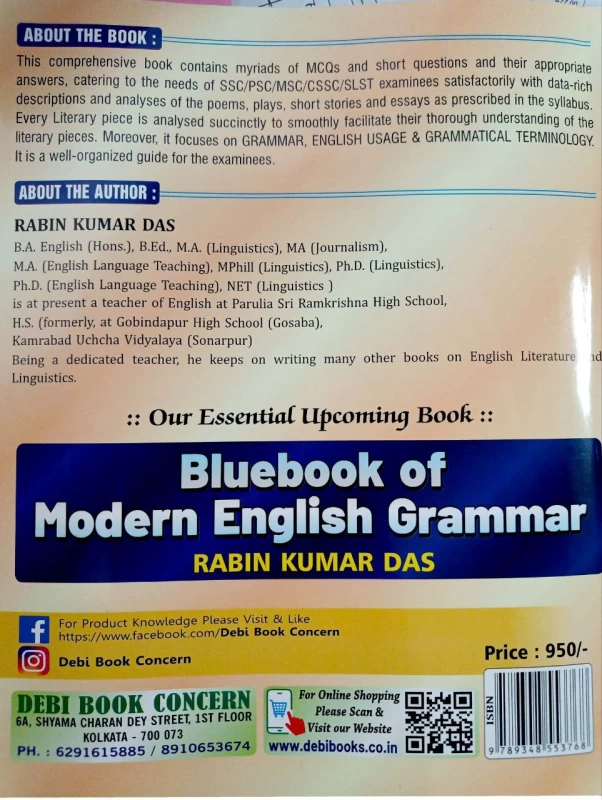 ABOUT THE BOOK :
This comprehensive book contains myriads of MCQs and short questions and their appropriate
answers, catering to the needs of SSC/PSC/MSC/CSSC/SLST examinees satisfactorily with data-rich
descriptions and analyses of the poems, plays, short stories and essays as prescribed in the syllabus.
Every Literary piece is analysed succinctly to smoothly facilitate their thorough understanding of the
literary pieces. Moreover, it focuses on GRAMMAR, ENGLISH USAGE & GRAMMATICAL TERMINOLOGY.
It is a well-organized guide for the examinees.
ABOUT THE AUTHOR :
RABIN KUMAR DAS
B.A. English (Hons.), B.Ed., M.A. (Linguistics), MA (Journalism),
M.A. (English Language Teaching), MPhill (Linguistics), Ph.D. (Linguistics),
Ph.D. (English Language Teaching), NET (Linguistics )
is at present a teacher of English at Parulia Sri Ramkrishna High School,
H.S. (formerly, at Gobindapur High School (Gosaba),
Kamrabad Uchcha Vidyalaya (Sonarpur)
Being a dedicated teacher, he keeps on writing many other books on English Literature and
Linguistics.
:: Our Essential Upcoming Book ::
Bluebook of
Modern English Grammar
RABIN KUMAR DAS
For Product Knowledge Please Visit & Like
https://www.facebook.com/Debi Book Concern
Debi Book Concern
Price : 950/-
DEBI BOOK CONCERN
6A, SHYAMA CHARAN DEY STREET, 1ST FLOOR
KOLKATA - 700 073
PH. : 6291615885 / 8910653674
For Online Shopping
Please Scan &
Visit our Website
www.debibooks.co.in
ISBN
9 789348 553768